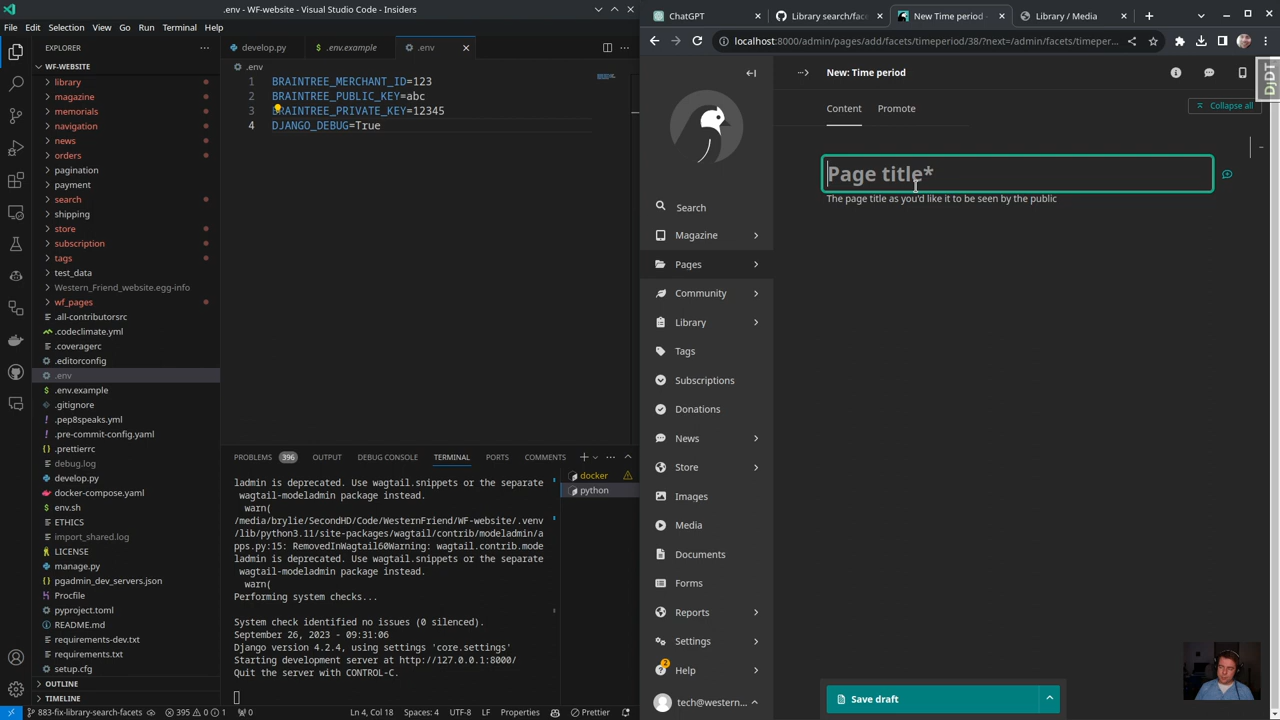 .env - WF-website - Visual Studio Code - Insiders
File Edit Selection View Go Run Terminal Help
EXPLORER
WF-WEBSITE
library
magazine
memorials
navigation
news
orders
pagination
payment
search
shipping
store
subscription
tags
test_data
Western_Friend_website.egg-info
wf_pages
.all-contributorsrc
.codeclimate.yml
.coveragerc
.editorconfig
.env
.env.example
.gitignore
.pep8speaks.yml
.pre-commit-config.yaml
.prettierrc
debug.log
develop.py
docker-compose.yaml
env.sh
ETHICS
import_shared.log
LICENSE
manage.py
pgadmin_dev_servers.json
Procfile
pyproject.toml
README.md
requirements-dev.txt
requirements.txt
setup.cfg
OUTLINE
TIMELINE
develop.py .env.example .env
.env
1 BRAINTREE_MERCHANT_ID=123
2 BRAINTREE_PUBLIC_KEY=abc
3 BRAINTREE_PRIVATE_KEY=12345
4 DJANGO_DEBUG=True
PROBLEMS 396 OUTPUT DEBUG CONSOLE TERMINAL PORTS COMMENTS
docker
python
ladmin is deprecated. Use wagtail.snippets or the separate
wagtail-modeladmin package instead.
warn(
/media/brylie/SecondHD/Code/WesternFriend/WF-website/.venv
/lib/python3.11/site-packages/wagtail/contrib/modeladmin/a
pps.py:15: RemovedInWagtail60Warning: wagtail.contrib.mode
ladmin is deprecated. Use wagtail.snippets or the separate
wagtail-modeladmin package instead.
warn(
Performing system checks...
System check identified no issues (0 silenced).
September 26, 2023 - 09:31:06
Django version 4.2.4, using settings 'core.settings'
Starting development server at http://127.0.0.1:8000/
Quit the server with CONTROL-C.
883-fix-library-search-facets 395 0 1 Ln 4, Col 18 Spaces: 4 UTF-8 LF Properties Prettier
ChatGPT Library search/face New Time period - Library / Media
localhost:8000/admin/pages/add/facets/timeperiod/38/?next=/admin/facets/timeper...
New: Time period
DjDT
Content Promote
Collapse all
Page title*
The page title as you'd like it to be seen by the public
Search
Magazine
Pages
Community
Library
Tags
Subscriptions
Donations
News
Store
Images
Media
Documents
Forms
Reports
Settings
2
Help
tech@western...
Save draft